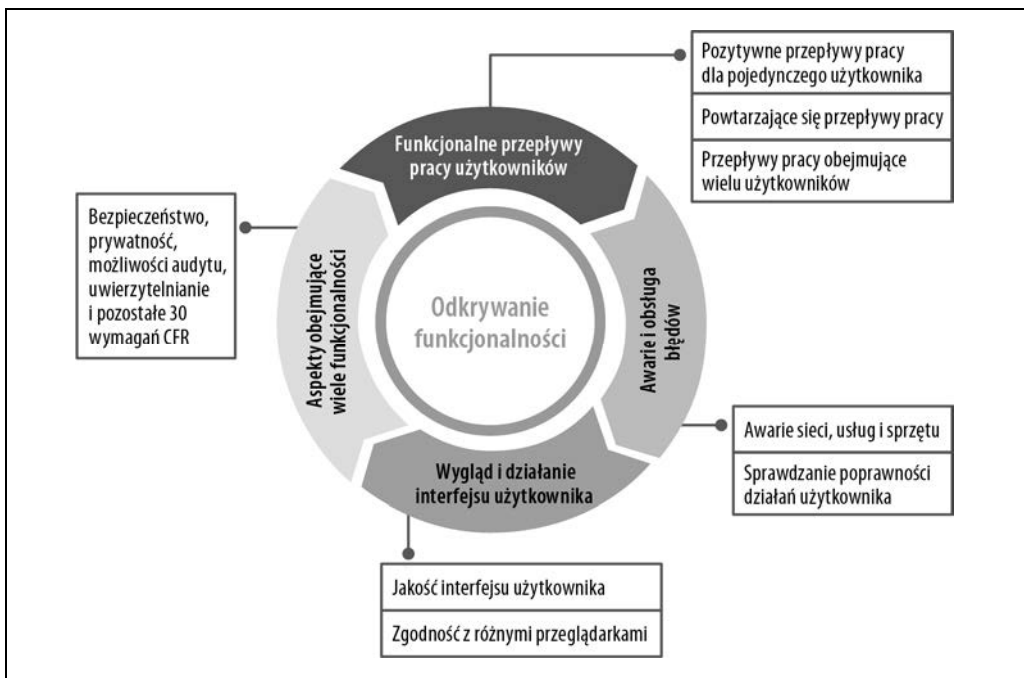 Pozytywne przepływy pracy
dla pojedynczego użytkownika
Powtarzające się przepływy pracy
Przepływy pracy obejmujące
wielu użytkowników
Funkcjonalne przepływy
pracy użytkowników
Bezpieczeństwo,
prywatność,
możliwości audytu,
uwierzytelnianie
i pozostałe 30
wymagań CFR
Aspekty obejmujące
wiele funkcjonalności
Odkrywanie
funkcjonalności
Awarie i obsługa
błędów
Awarie sieci, usług i sprzętu
Sprawdzanie poprawności
działań użytkownika
Wygląd i działanie
interfejsu użytkownika
Jakość interfejsu użytkownika
Zgodność z różnymi przeglądarkami